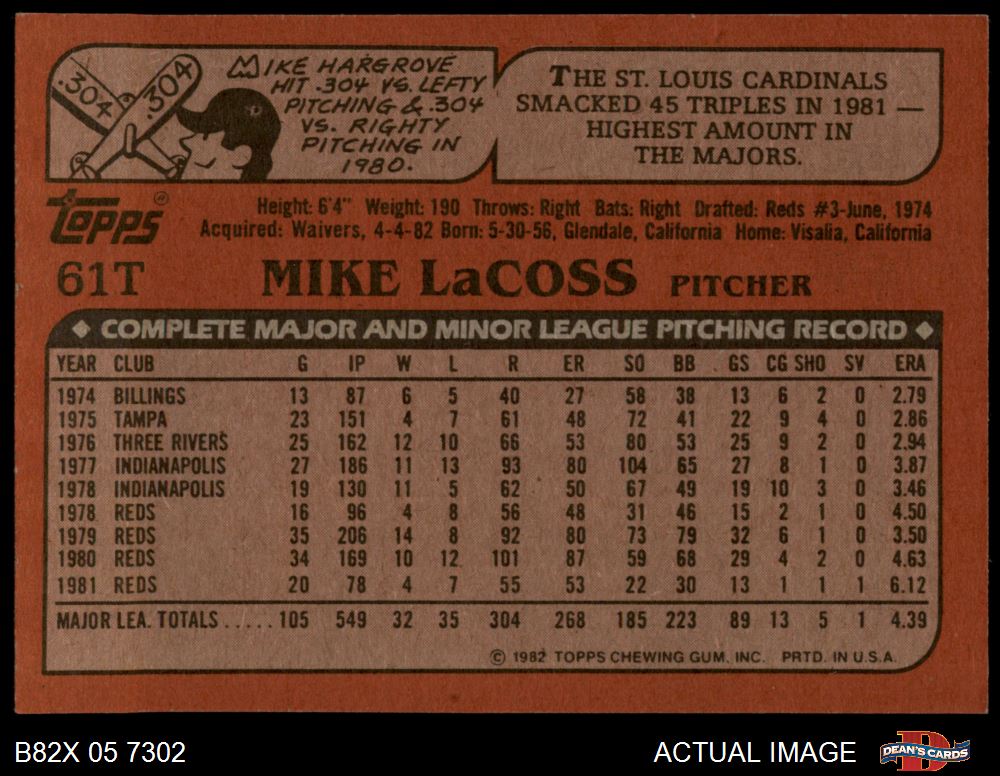 .304 .304
MIKE HARGROVE
HIT .304 VS. LEFTY
PITCHING & .304
VS. RIGHTY
PITCHING IN
1980.
THE ST. LOUIS CARDINALS
SMACKED 45 TRIPLES IN 1981 —
HIGHEST AMOUNT IN
THE MAJORS.
TOPPS®
Height: 6'4" Weight: 190 Throws: Right Bats: Right Drafted: Reds #3-June, 1974
Acquired: Waivers, 4-4-82 Born: 5-30-56, Glendale, California Home: Visalia, California
61T MIKE LaCOSS PITCHER
◆ COMPLETE MAJOR AND MINOR LEAGUE PITCHING RECORD ◆
YEAR CLUB G IP W L R ER SO BB GS CG SHO SV ERA
1974 BILLINGS 13 87 6 5 40 27 58 38 13 6 2 0 2.79
1975 TAMPA 23 151 4 7 61 48 72 41 22 9 4 0 2.86
1976 THREE RIVERS 25 162 12 10 66 53 80 53 25 9 2 0 2.94
1977 INDIANAPOLIS 27 186 11 13 93 80 104 65 27 8 1 0 3.87
1978 INDIANAPOLIS 19 130 11 5 62 50 67 49 19 10 3 0 3.46
1978 REDS 16 96 4 8 56 48 31 46 15 2 1 0 4.50
1979 REDS 35 206 14 8 92 80 73 79 32 6 1 0 3.50
1980 REDS 34 169 10 12 101 87 59 68 29 4 2 0 4.63
1981 REDS 20 78 4 7 55 53 22 30 13 1 1 1 6.12
MAJOR LEA. TOTALS ..... 105 549 32 35 304 268 185 223 89 13 5 1 4.39
© 1982 TOPPS CHEWING GUM, INC. PRTD. IN U.S.A.
B82X 05 7302 ACTUAL IMAGE DEAN'S CARDS